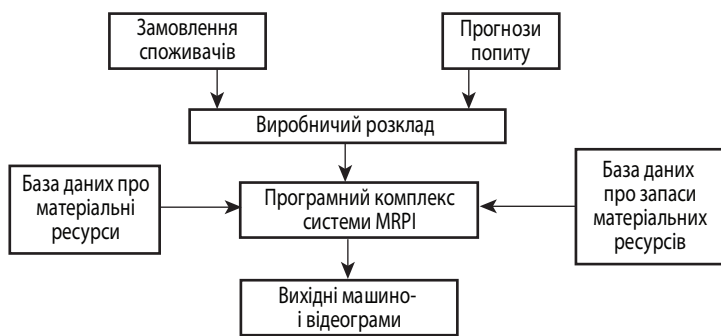 Замовлення
споживачів
Прогнози
попиту
Виробничий розклад
База даних про
матеріальні
ресурси
Програмний комплекс
системи MRPI
База даних
про запаси
матеріальних
ресурсів
Вихідні машино-
і відеограми